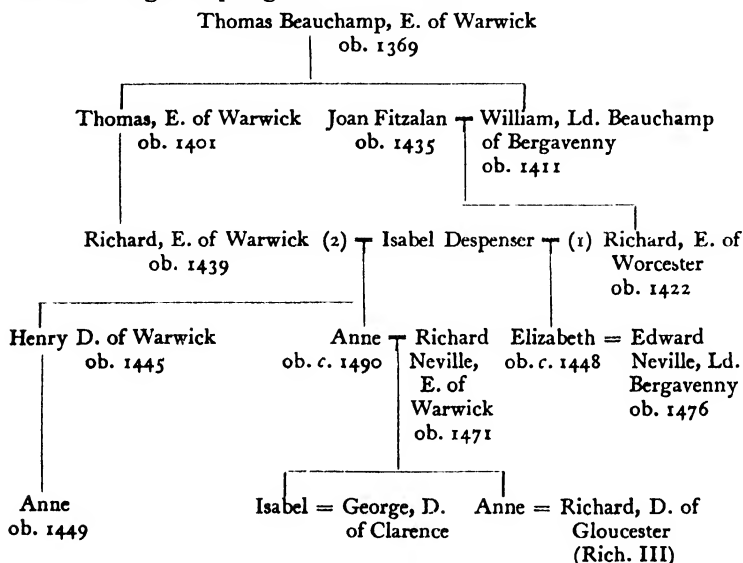 Thomas Beauchamp, E. of Warwick
ob. 1369
Thomas, E. of Warwick
ob. 1401
Joan Fitzalan
ob. 1435
William, Ld. Beauchamp
of Bergavenny
ob. 1411
Richard, E. of Warwick (2)
ob. 1439
Isabel Despenser
(1) Richard, E. of
Worcester
ob. 1422
Henry D. of Warwick
ob. 1445
Anne
ob. c. 1490
Richard
Neville,
E. of
Warwick
ob. 1471
Elizabeth =
ob. c. 1448
Edward
Neville, Ld.
Bergavenny
ob. 1476
Anne
ob. 1449
Isabel = George, D.
of Clarence
Anne = Richard, D. of
Gloucester
(Rich. III)